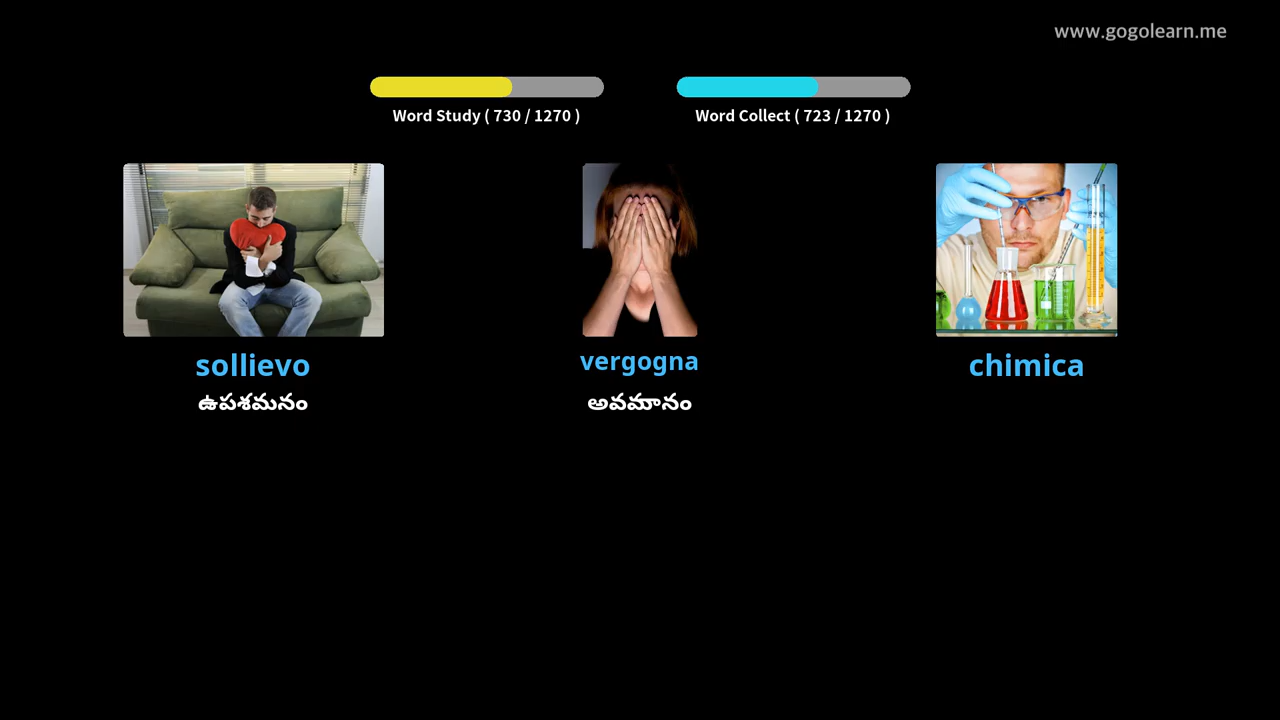 www.gogolearn.me
Word Study ( 730 / 1270 )
Word Collect ( 723 / 1270 )
sollievo
vergogna
chimica
ఉపశమనం
అవమానం